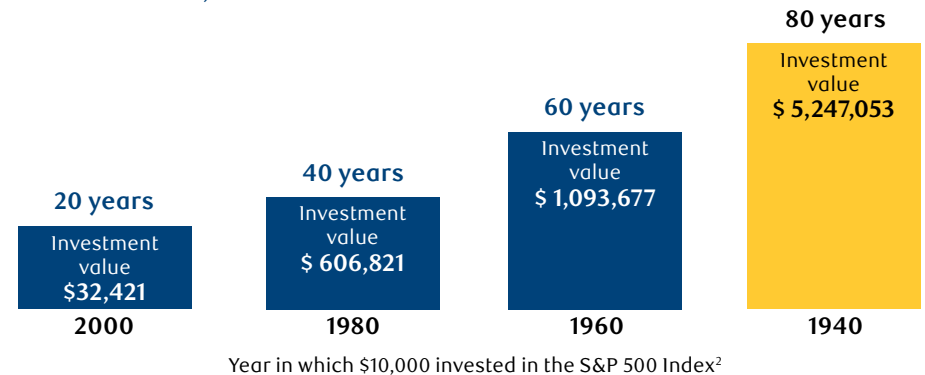 80 years
Investment
value
$ 5,247,053
60 years
Investment
value
$ 1,093,677
40 years
Investment
value
$ 606,821
20 years
Investment
value
$32,421
2000
1980
1960
1940
Year in which $10,000 invested in the S&P 500 Index²